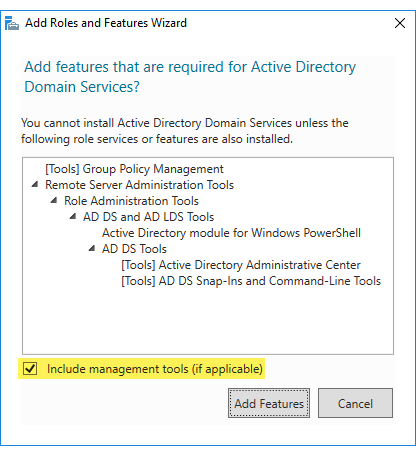 Add Roles and Features Wizard
Add features that are required for Active Directory
Domain Services?
You cannot install Active Directory Domain Services unless the
following role services or features are also installed.
[Tools] Group Policy Management
Remote Server Administration Tools
Role Administration Tools
AD DS and AD LDS Tools
Active Directory module for Windows PowerShell
AD DS Tools
[Tools] Active Directory Administrative Center
[Tools] AD DS Snap-Ins and Command-Line Tools
Include management tools (if applicable)
Add Features
Cancel